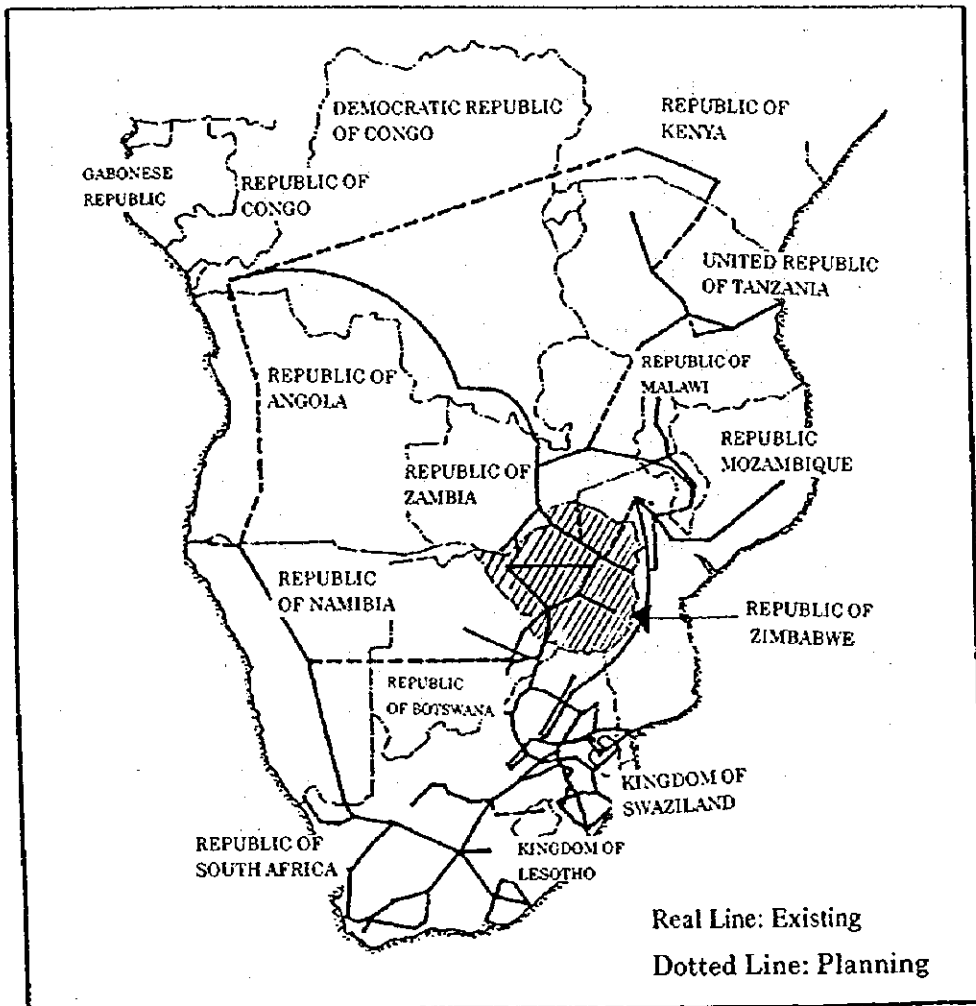 DEMOCRATIC REPUBLIC
OF CONGO
REPUBLIC OF
KENYA
GABONESE
REPUBLIC
REPUBLIC OF
CONGO
UNITED REPUBLIC
OF TANZANIA
REPUBLIC OF
ANGOLA
REPUBLIC OF
MALAWI
REPUBLIC
MOZAMBIQUE
REPUBLIC OF
ZAMBIA
REPUBLIC
OF NAMIBIA
REPUBLIC OF
ZIMBABWE
REPUBLIC
OF BOTSWANA
KINGDOM OF
SWAZILAND
REPUBLIC OF
SOUTH AFRICA
KINGDOM OF
LESOTHO
Real Line: Existing
Dotted Line: Planning